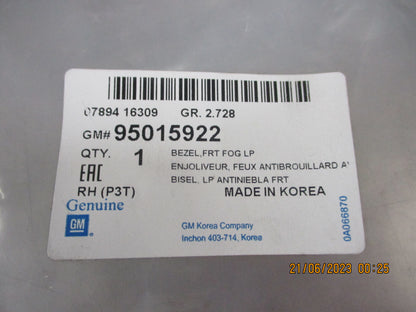 07894 16309 GR. 2.728
GM# 95015922
QTY. 1
BEZEL,FRT FOG LP
ENJOLIVEUR, FEUX ANTIBROUILLARD
BISEL, LP ANTINIEBLA FRT
EAC
RH (P3T) MADE IN KOREA
Genuine
GM
GM Korea Company
Inchon 403-714, Korea
0A066870
21/06/2023 00:25